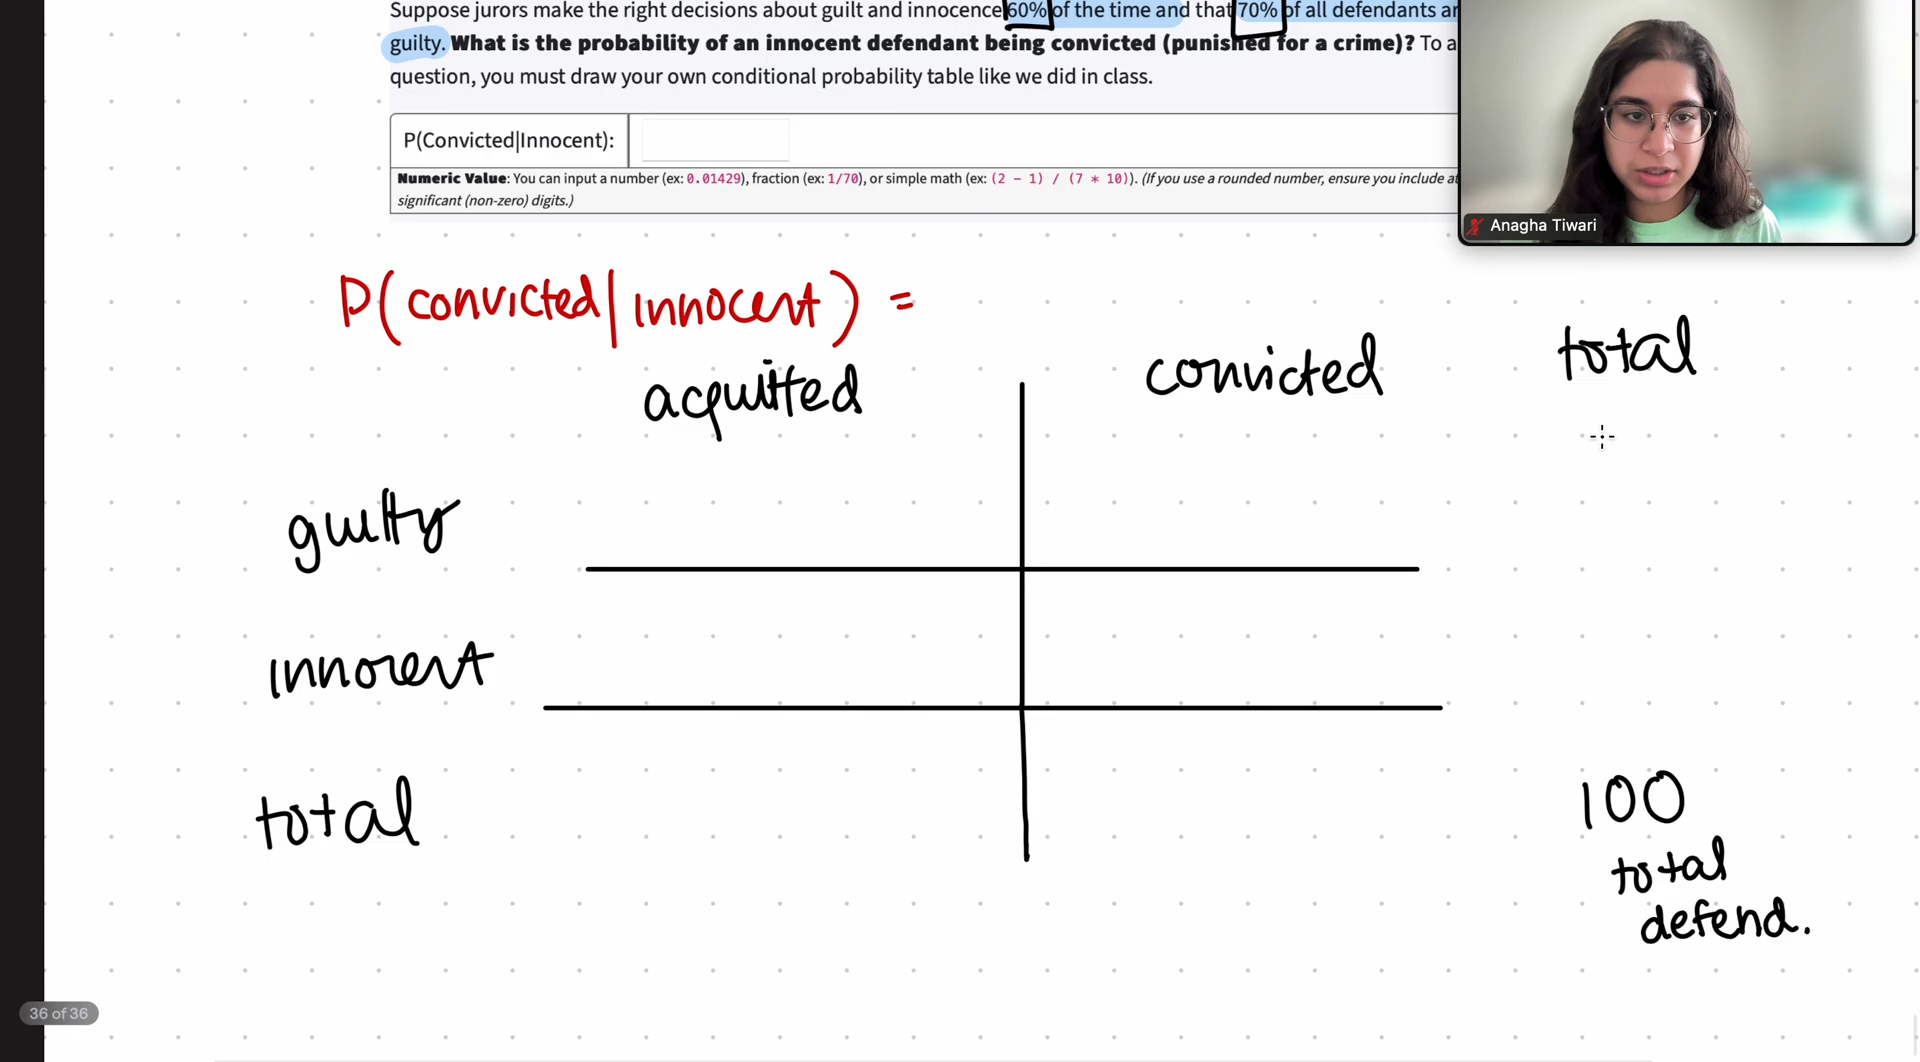 Suppose jurors make the right decisions about guilt and innocence 60% of the time and that 70% of all defendants ar
guilty. What is the probability of an innocent defendant being convicted (punished for a crime)? To a
question, you must draw your own conditional probability table like we did in class.
P(Convicted|Innocent):
Numeric Value: You can input a number (ex: 0.01429), fraction (ex: 1/70), or simple math (ex: (2 − 1) / (7 * 10)). (If you use a rounded number, ensure you include at
significant (non-zero) digits.)
Anagha Tiwari
P(convicted|innocent) =
acquitted convicted total
guilty
innocent
total 100
total
defend.
36 of 36